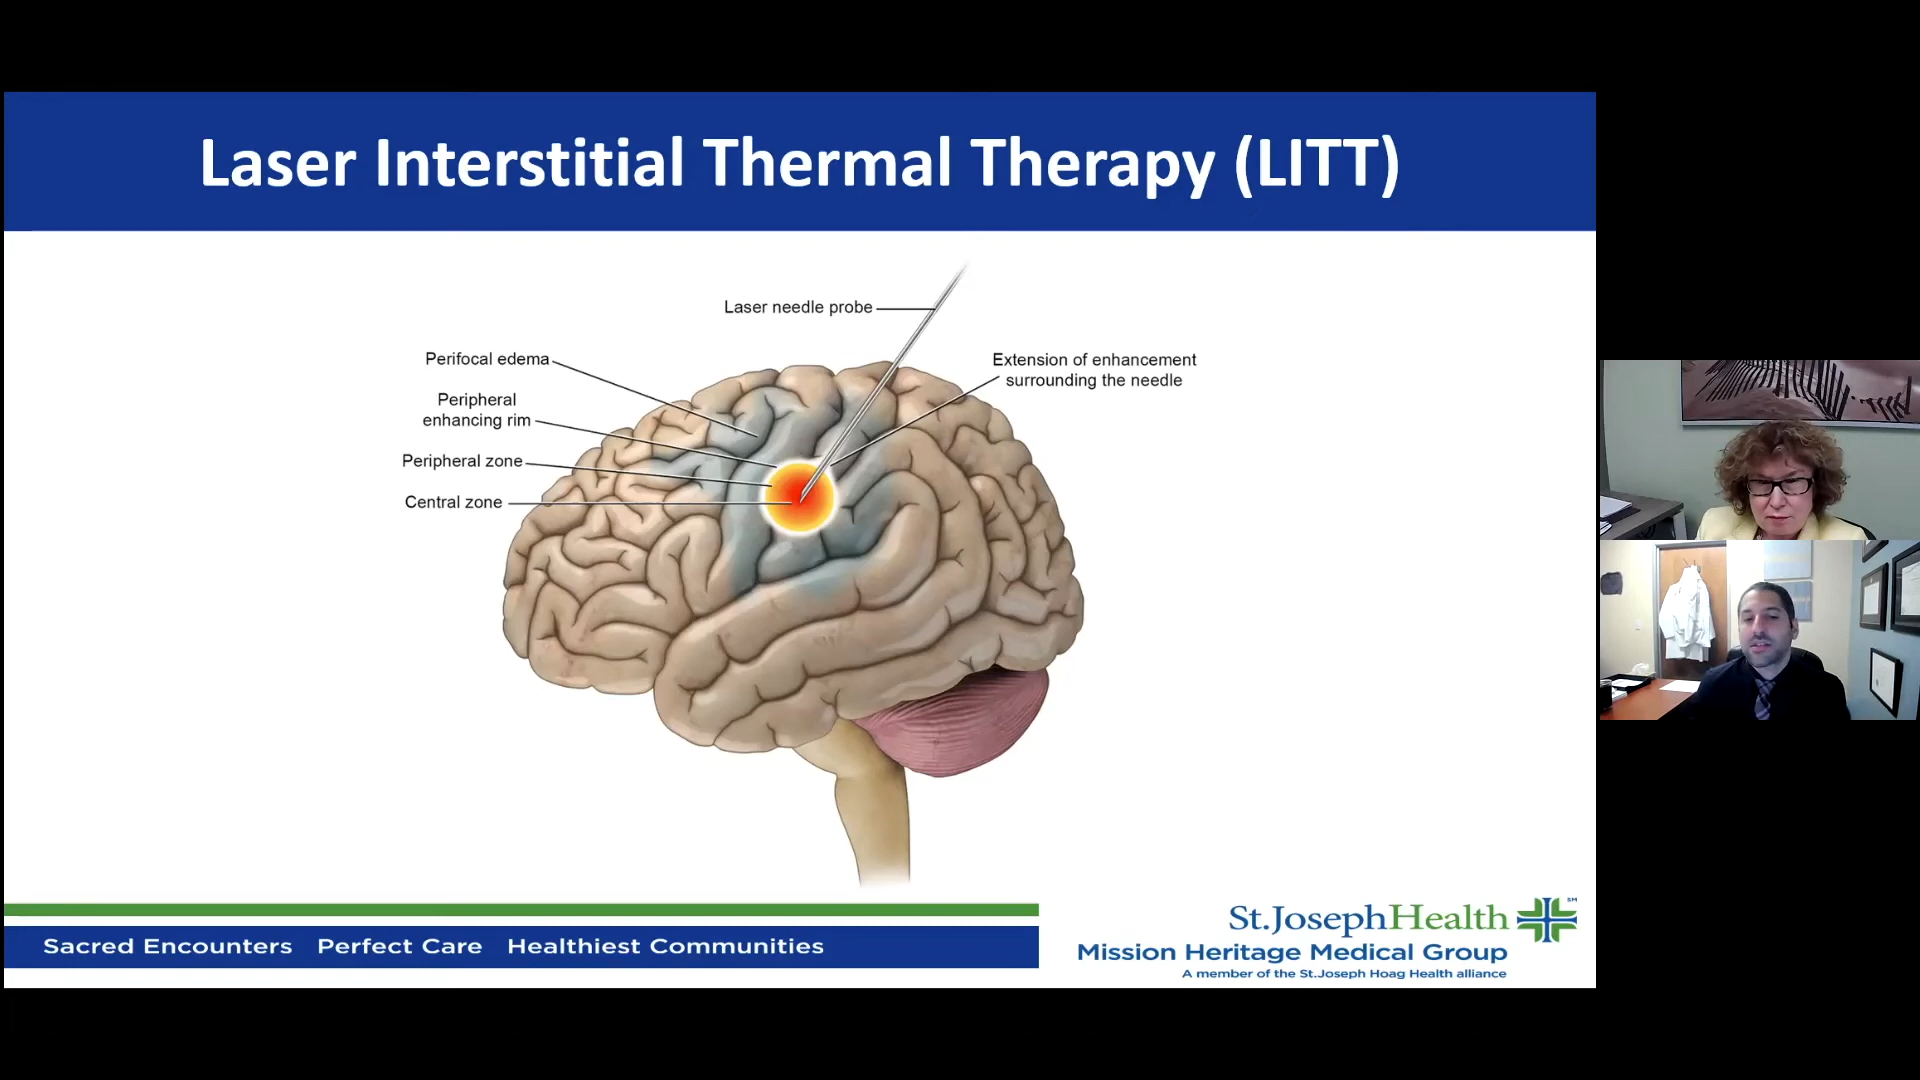 Laser Interstitial Thermal Therapy (LITT)
Laser needle probe
Perifocal edema
Extension of enhancement
surrounding the needle
Peripheral
enhancing rim
Peripheral zone
Central zone
St.JosephHealth SM
Sacred Encounters Perfect Care Healthiest Communities
Mission Heritage Medical Group
A member of the St.Joseph Hoag Health alliance